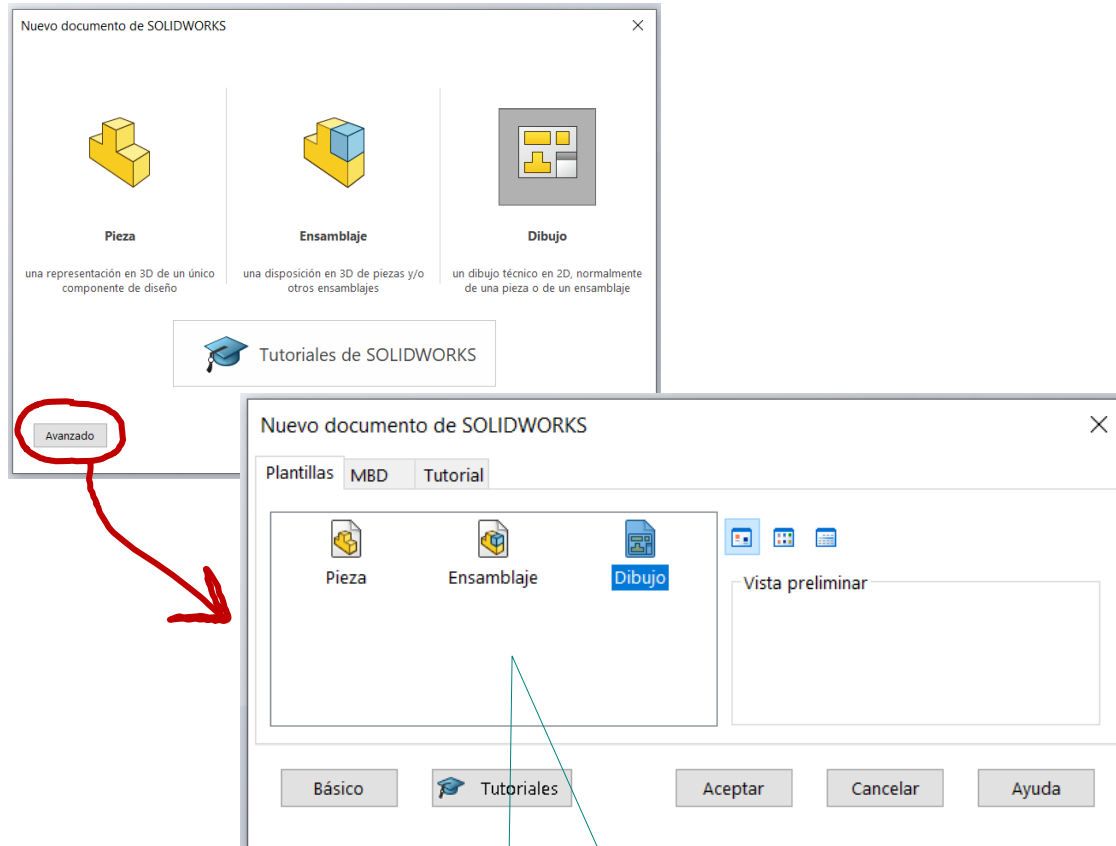 Nuevo documento de SOLIDWORKS
Pieza
una representación en 3D de un único
componente de diseño
Ensamblaje
una disposición en 3D de piezas y/o
otros ensamblajes
Dibujo
un dibujo técnico en 2D, normalmente
de una pieza o de un ensamblaje
Tutoriales de SOLIDWORKS
Avanzado
Nuevo documento de SOLIDWORKS
Plantillas MBD Tutorial
Pieza Ensamblaje Dibujo
Vista preliminar
Básico Tutoriales Aceptar Cancelar Ayuda